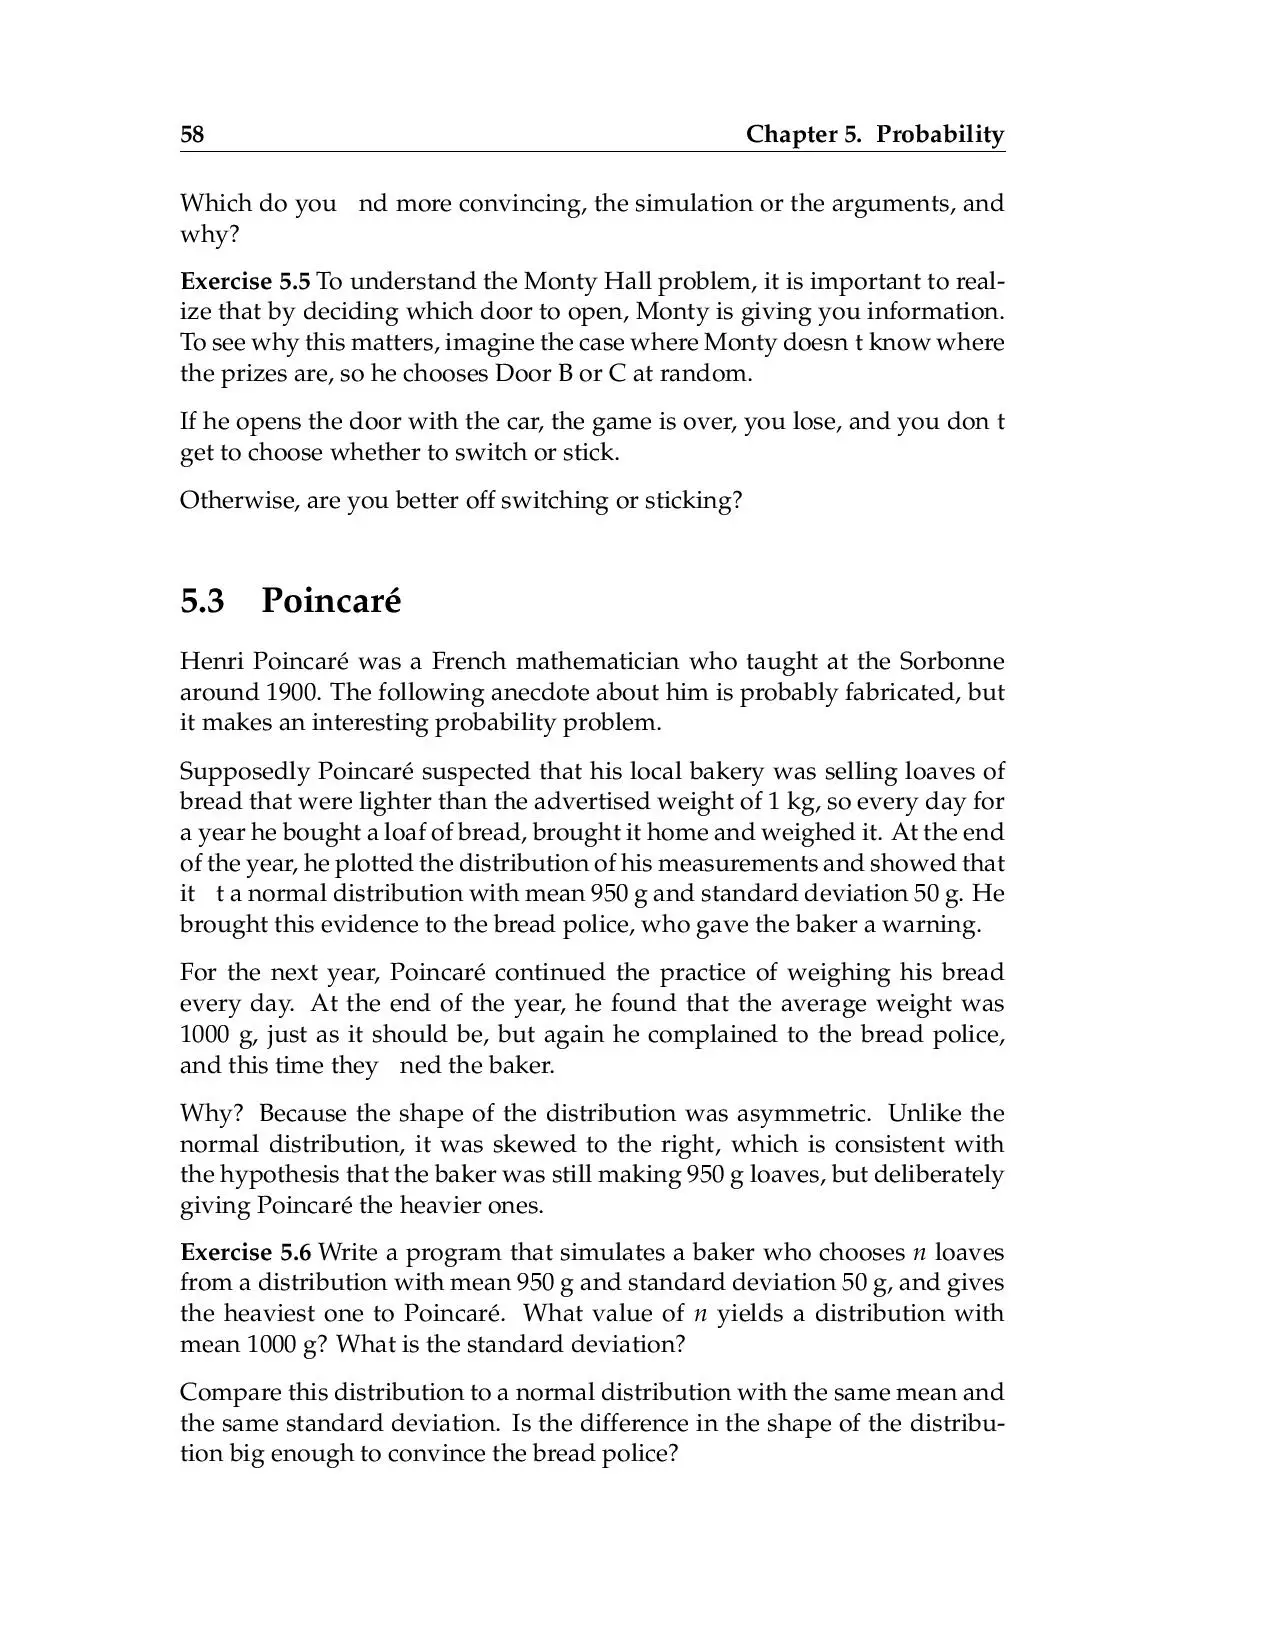 58 Chapter 5. Probability
Which do you nd more convincing, the simulation or the arguments, and
why?
Exercise 5.5 To understand the Monty Hall problem, it is important to real-
ize that by deciding which door to open, Monty is giving you information.
To see why this matters, imagine the case where Monty doesn t know where
the prizes are, so he chooses Door B or C at random.
If he opens the door with the car, the game is over, you lose, and you don t
get to choose whether to switch or stick.
Otherwise, are you better off switching or sticking?
5.3 Poincaré
Henri Poincaré was a French mathematician who taught at the Sorbonne
around 1900. The following anecdote about him is probably fabricated, but
it makes an interesting probability problem.
Supposedly Poincaré suspected that his local bakery was selling loaves of
bread that were lighter than the advertised weight of 1 kg, so every day for
a year he bought a loaf of bread, brought it home and weighed it. At the end
of the year, he plotted the distribution of his measurements and showed that
it t a normal distribution with mean 950 g and standard deviation 50 g. He
brought this evidence to the bread police, who gave the baker a warning.
For the next year, Poincaré continued the practice of weighing his bread
every day. At the end of the year, he found that the average weight was
1000 g, just as it should be, but again he complained to the bread police,
and this time they ned the baker.
Why? Because the shape of the distribution was asymmetric. Unlike the
normal distribution, it was skewed to the right, which is consistent with
the hypothesis that the baker was still making 950 g loaves, but deliberately
giving Poincaré the heavier ones.
Exercise 5.6 Write a program that simulates a baker who chooses n loaves
from a distribution with mean 950 g and standard deviation 50 g, and gives
the heaviest one to Poincaré. What value of n yields a distribution with
mean 1000 g? What is the standard deviation?
Compare this distribution to a normal distribution with the same mean and
the same standard deviation. Is the difference in the shape of the distribu-
tion big enough to convince the bread police?